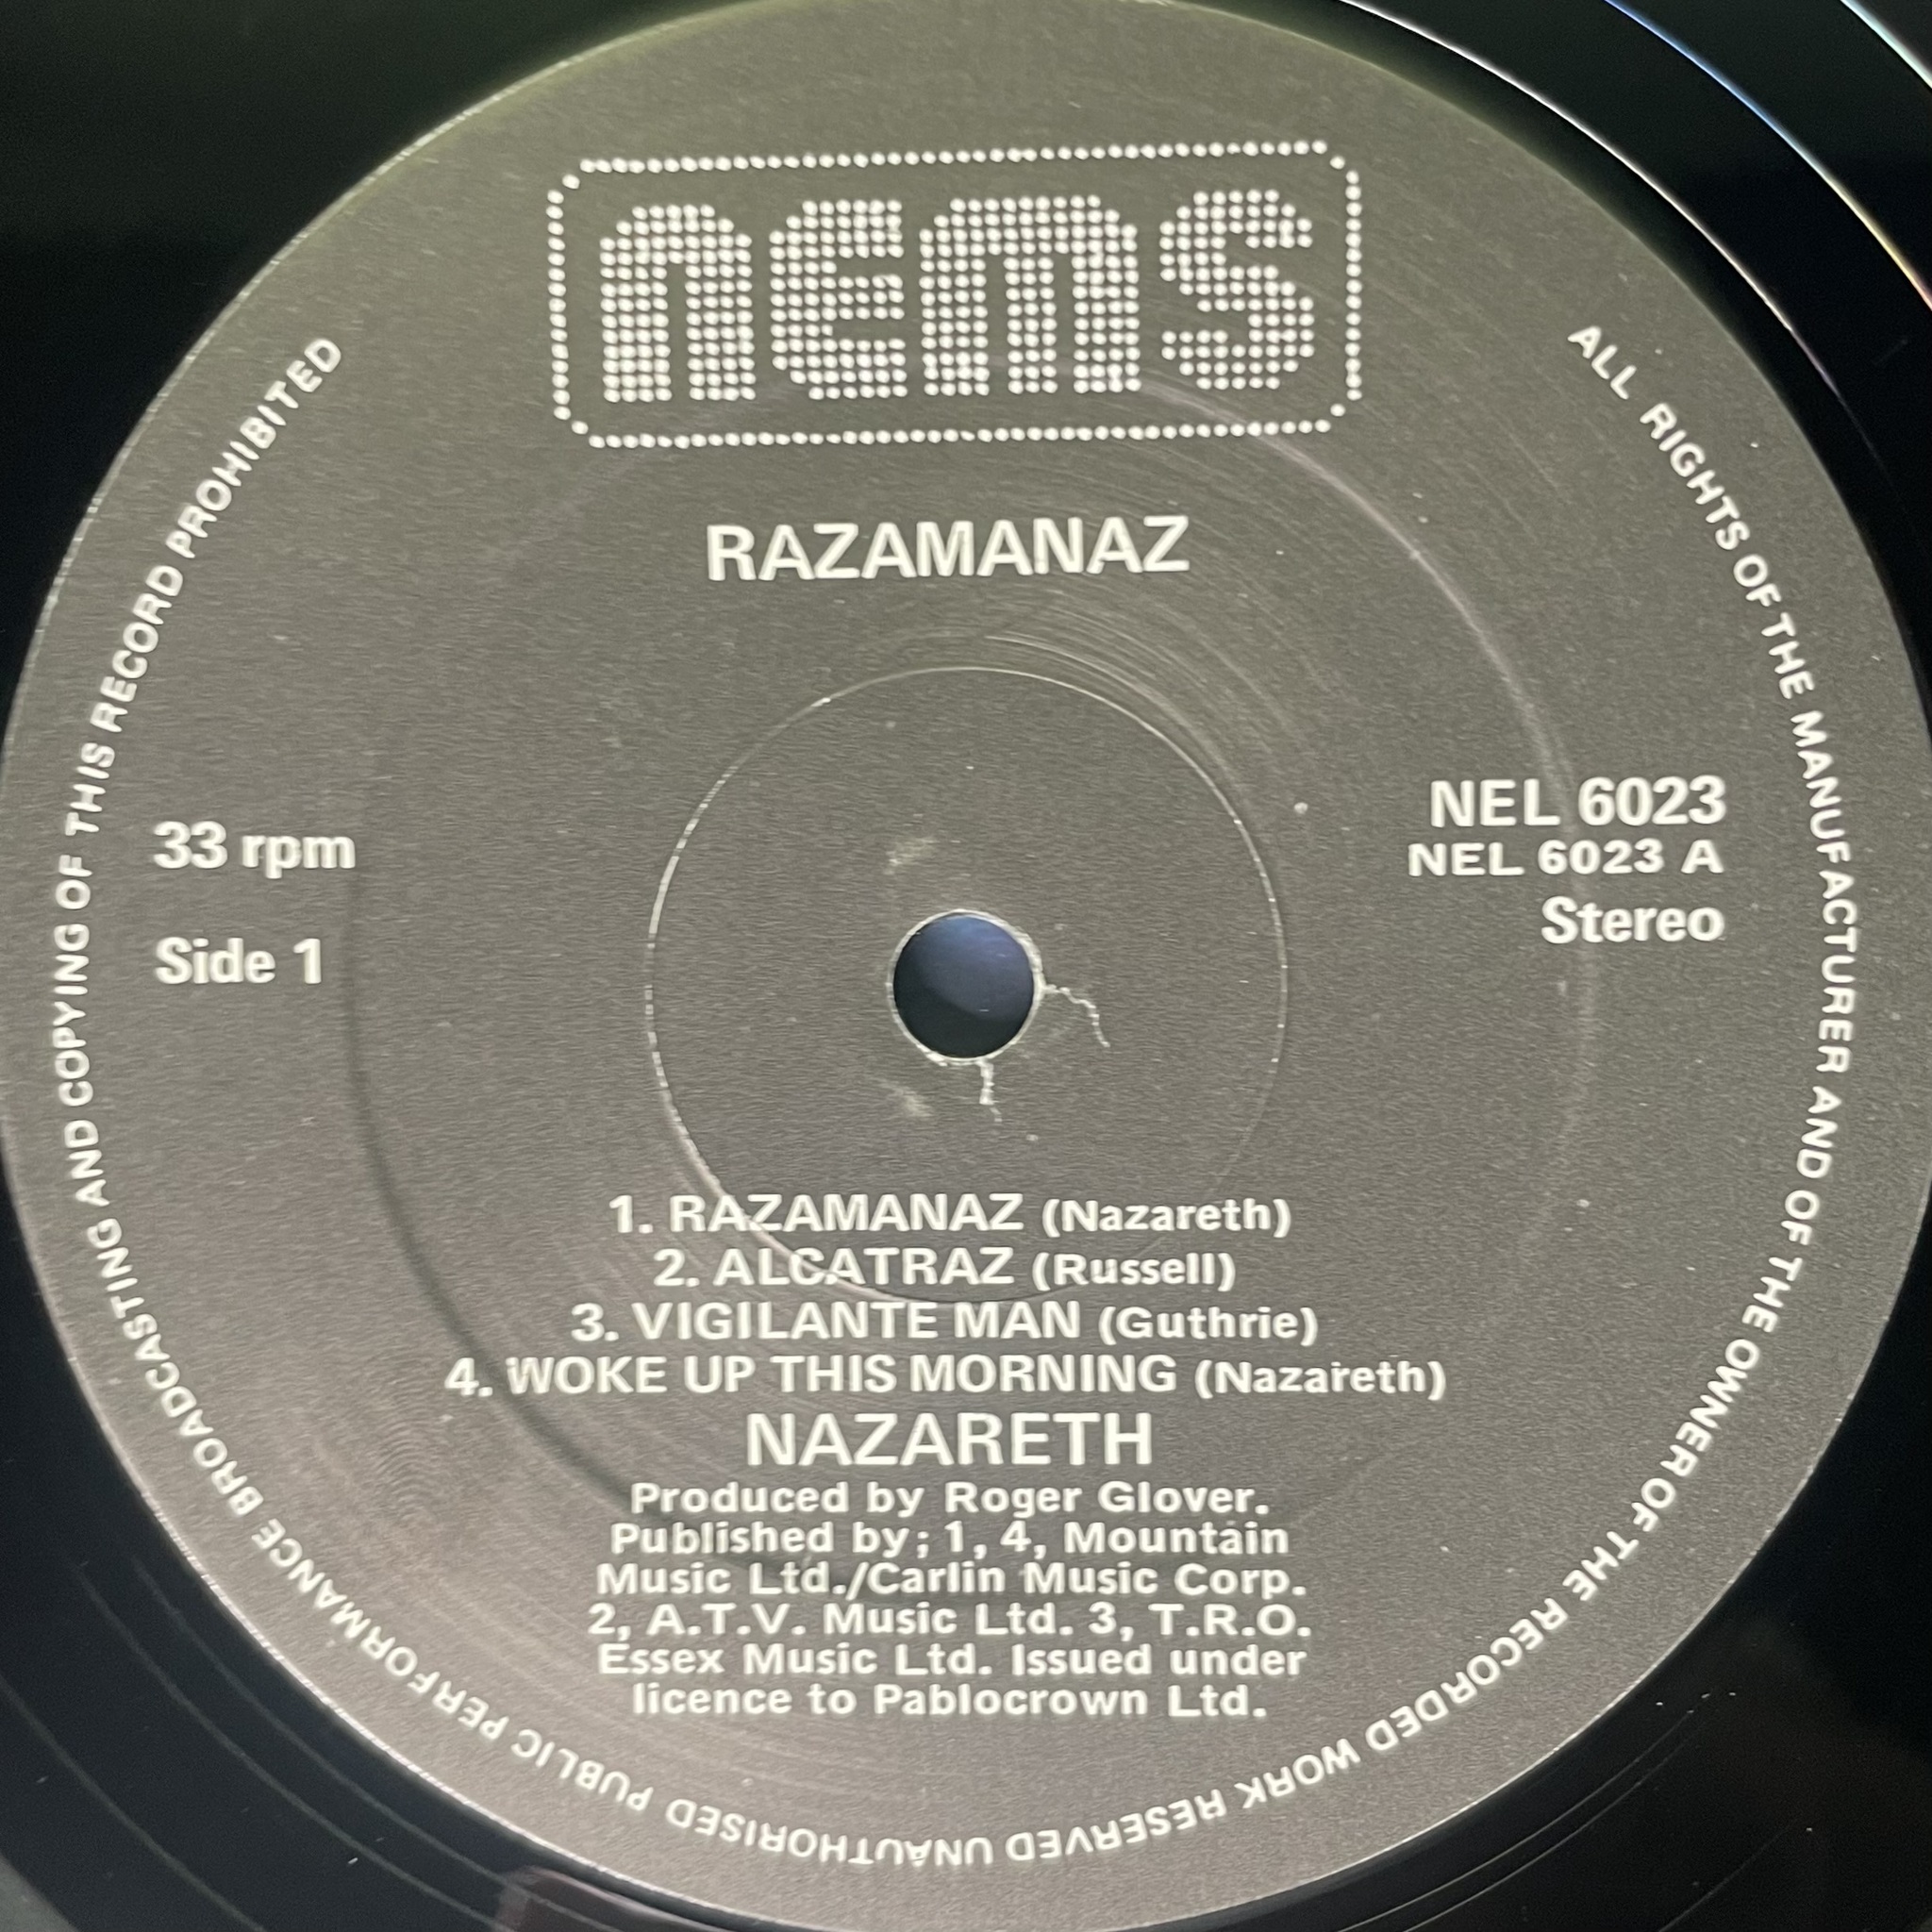 nems
RAZAMANAZ
33 rpm
Side 1
NEL 6023
NEL 6023 A
Stereo
1. RAZAMANAZ (Nazareth)
2. ALCATRAZ (Russell)
3. VIGILANTE MAN (Guthrie)
4. WOKE UP THIS MORNING (Nazareth)
NAZARETH
Produced by Roger Glover.
Published by; 1, 4, Mountain
Music Ltd./Carlin Music Corp.
2, A.T.V. Music Ltd. 3, T.R.O.
Essex Music Ltd. Issued under
licence to Pablocrown Ltd.
ALL RIGHTS OF THE MANUFACTURER AND OF THE OWNER OF THE RECORDED WORK RESERVED UNAUTHORISED PUBLIC PERFORMANCE BROADCASTING AND COPYING OF THIS RECORD PROHIBITED